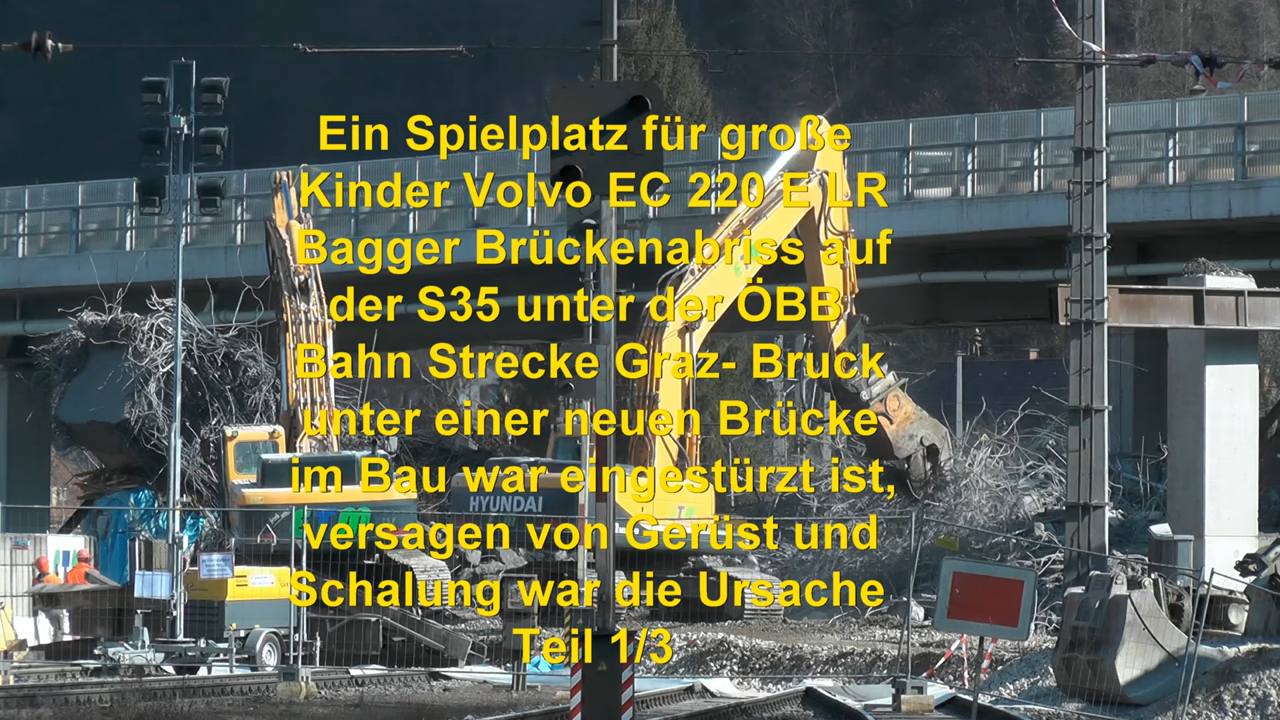 Ein Spielplatz für große
Kinder Volvo EC 220 E LR
Bagger Brückenabriss auf
der S35 unter der ÖBB
Bahn Strecke Graz- Bruck
unter einer neuen Brücke
im Bau war eingestürzt ist,
HYUNDAI
versagen von Gerüst und
Schalung war die Ursache
Teil 1/3